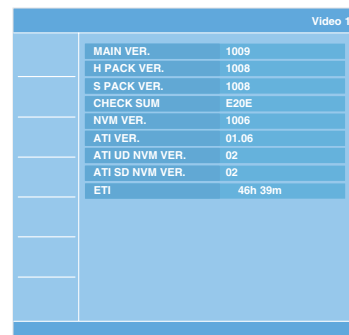 Video 1
MAIN VER. 1009
H PACK VER. 1008
S PACK VER. 1008
CHECK SUM E20E
NVM VER. 1006
ATI VER. 01.06
ATI UD NVM VER. 02
ATI SD NVM VER. 02
ETI 46h 39m